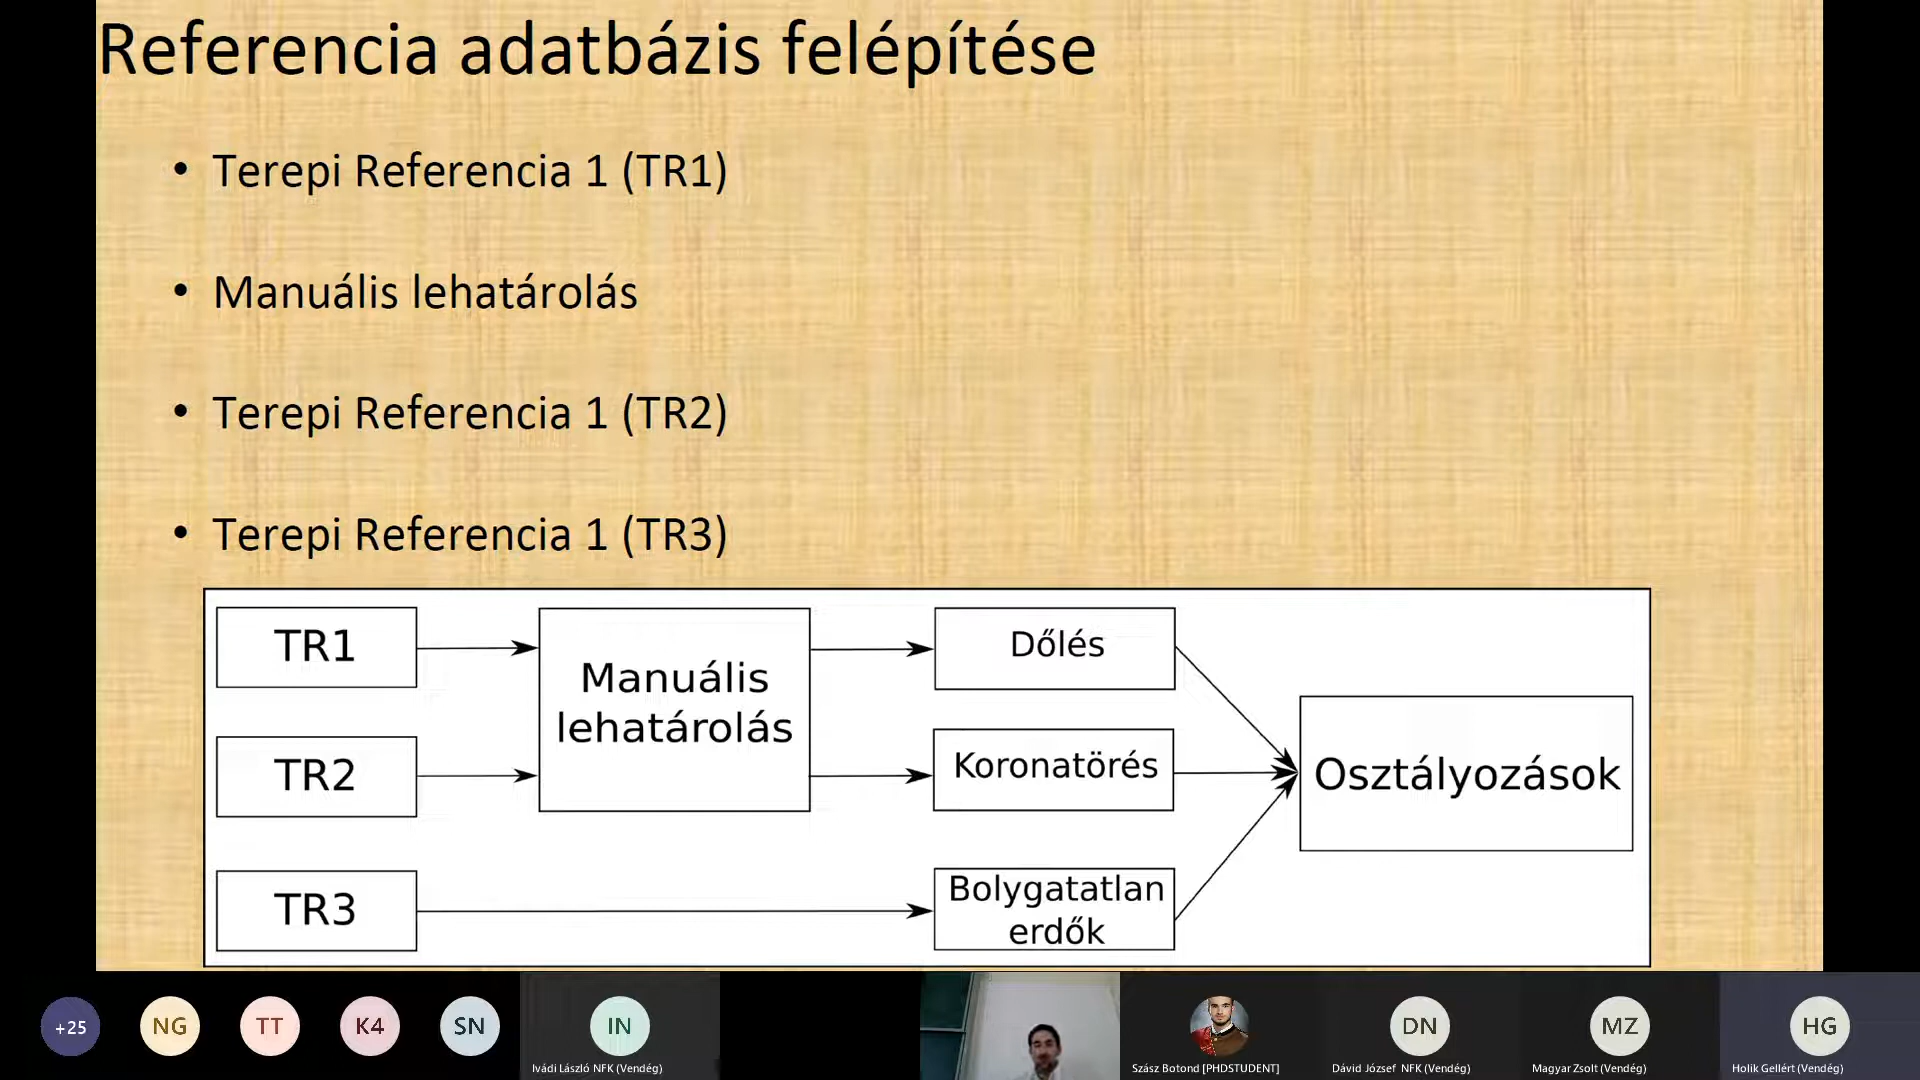 Referencia adatbázis felépítése
• Terepi Referencia 1 (TR1)
• Manuális lehatárolás
• Terepi Referencia 1 (TR2)
• Terepi Referencia 1 (TR3)
TR1
Manuális
lehatárolás
Dőlés
TR2
Koronatörés
Osztályozások
TR3
Bolygatatlan
erdők
+25
NG
TT
K4
SN
IN
DN
MZ
HG
Ivádi László NFK (Vendég)
Szász Botond [PHDSTUDENT]
Dávid József NFK (Vendég)
Magyar Zsolt (Vendég)
Holik Gellért (Vendég)